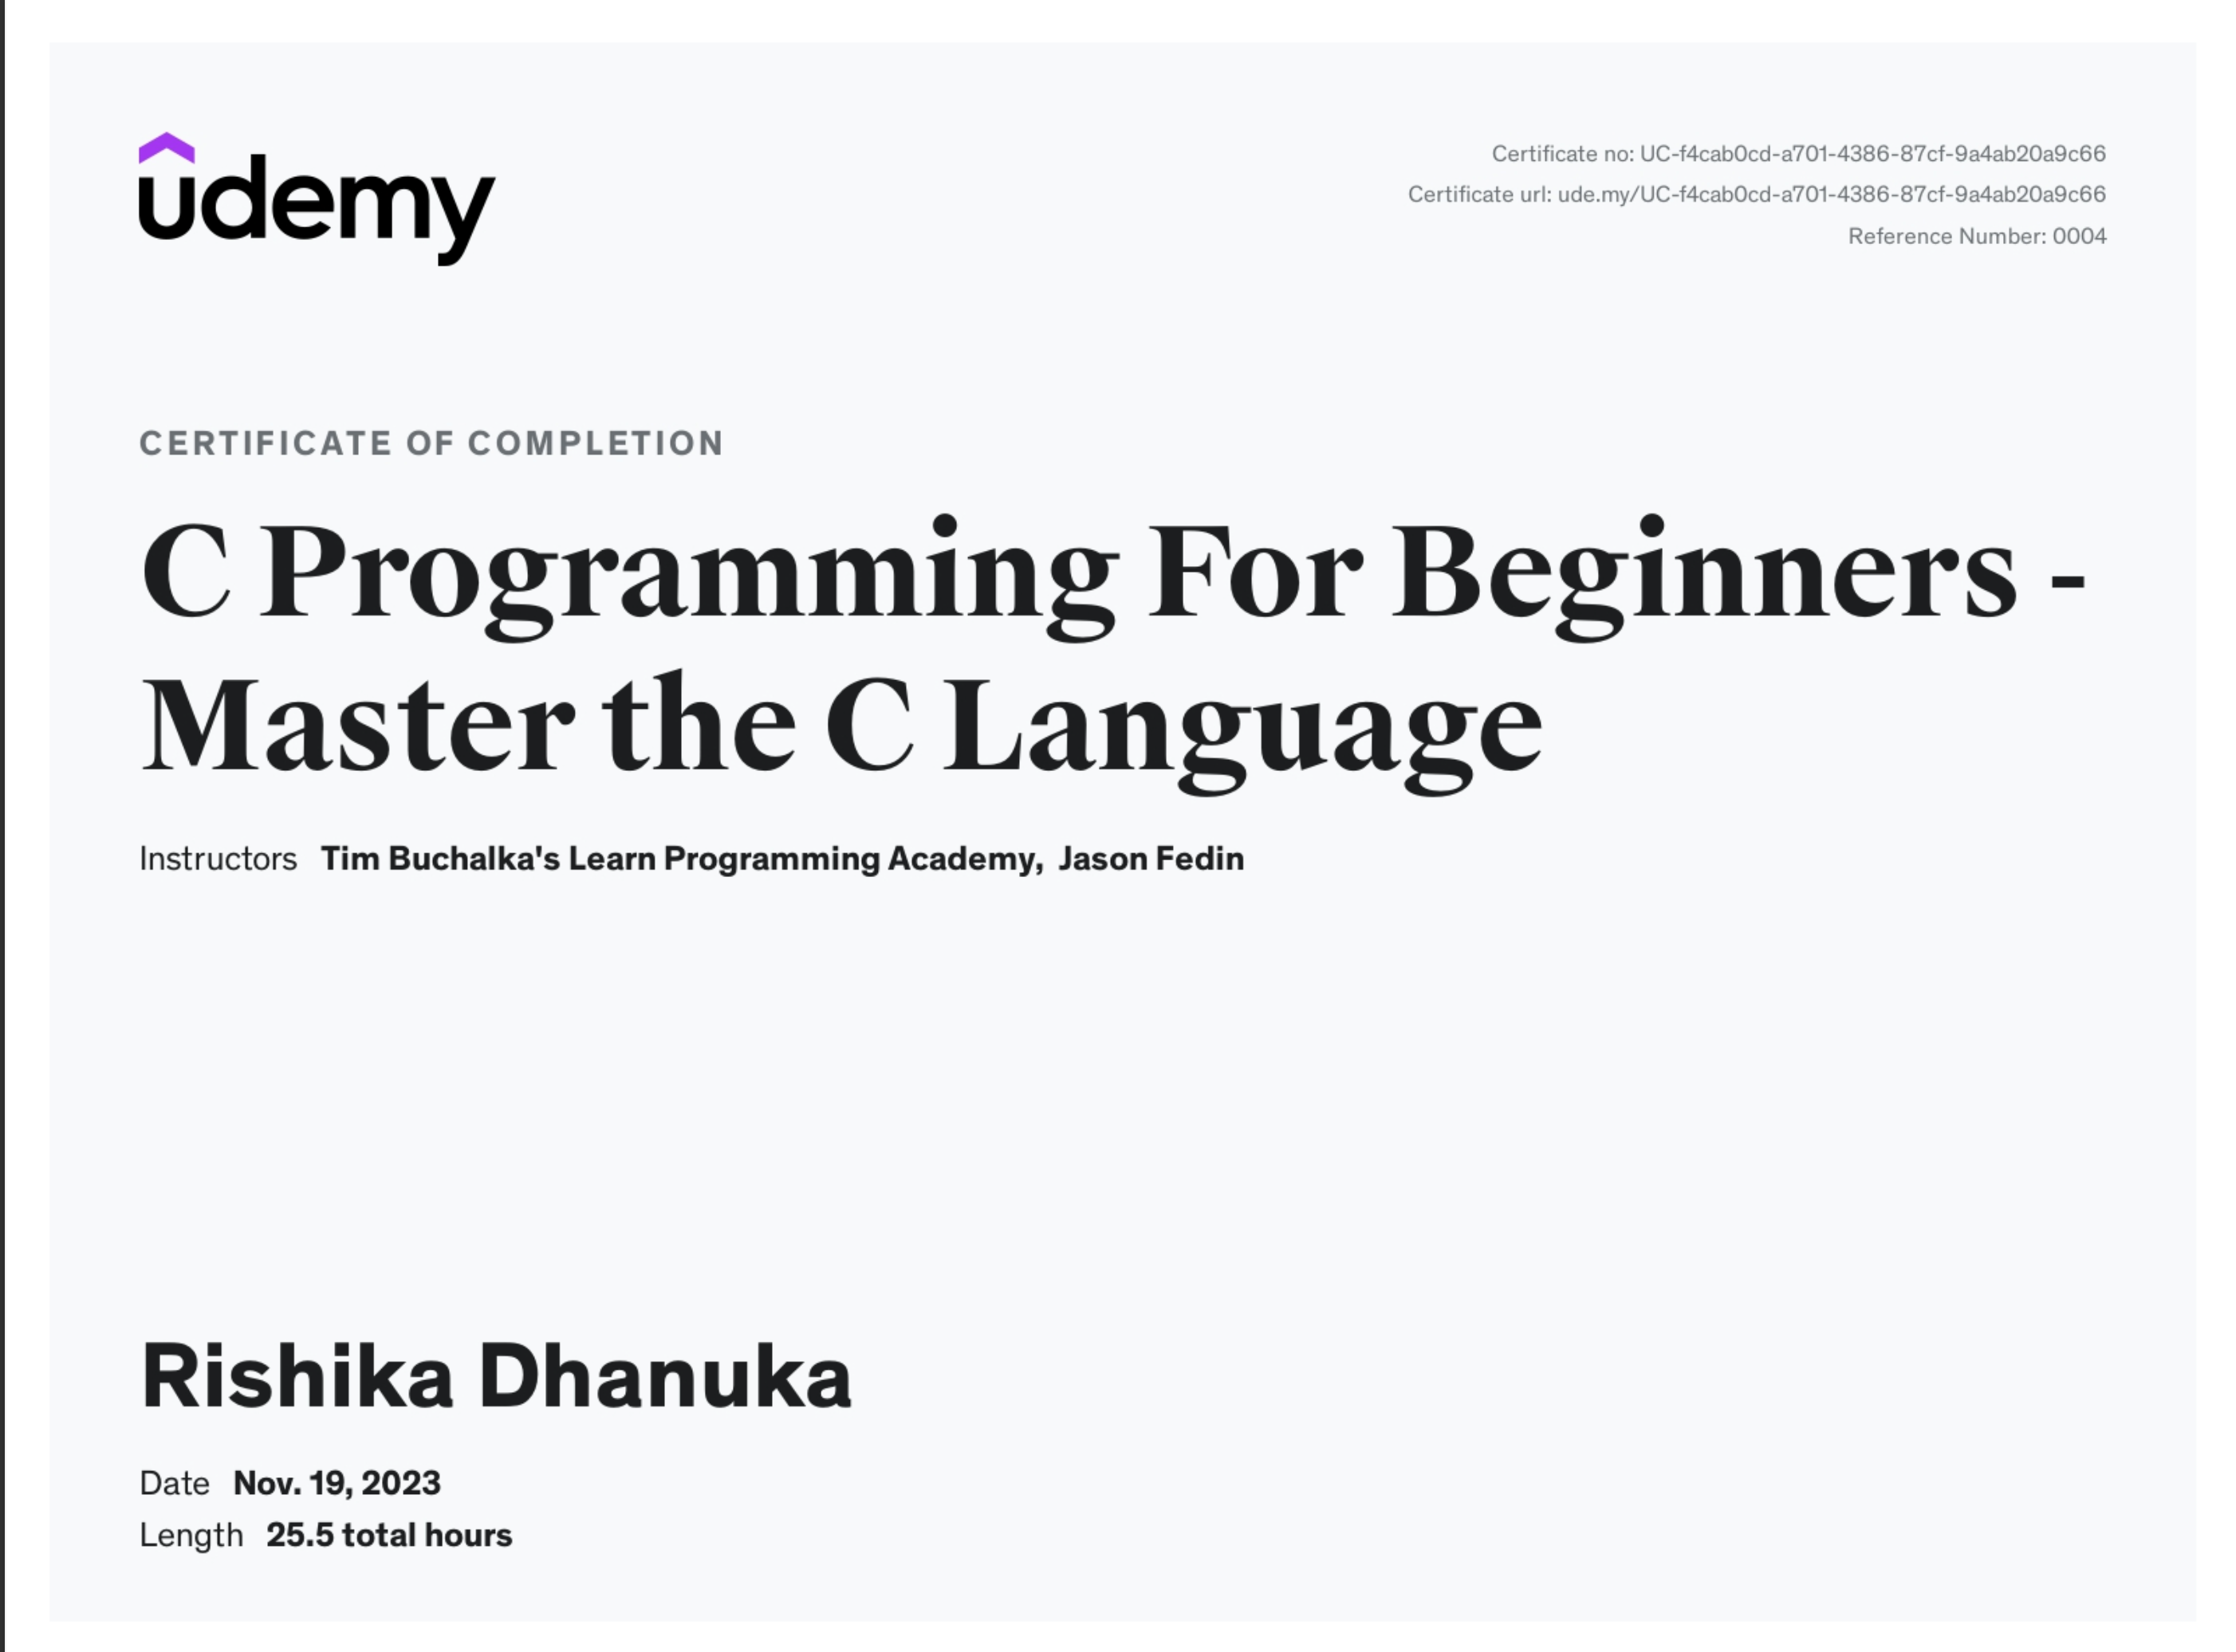 udemy
Certificate no: UC-f4cab0cd-a701-4386-87cf-9a4ab20a9c66
Certificate url: ude.my/UC-f4cab0cd-a701-4386-87cf-9a4ab20a9c66
Reference Number: 0004
CERTIFICATE OF COMPLETION
C Programming For Beginners -
Master the C Language
Instructors Tim Buchalka's Learn Programming Academy, Jason Fedin
Rishika Dhanuka
Date Nov. 19, 2023
Length 25.5 total hours